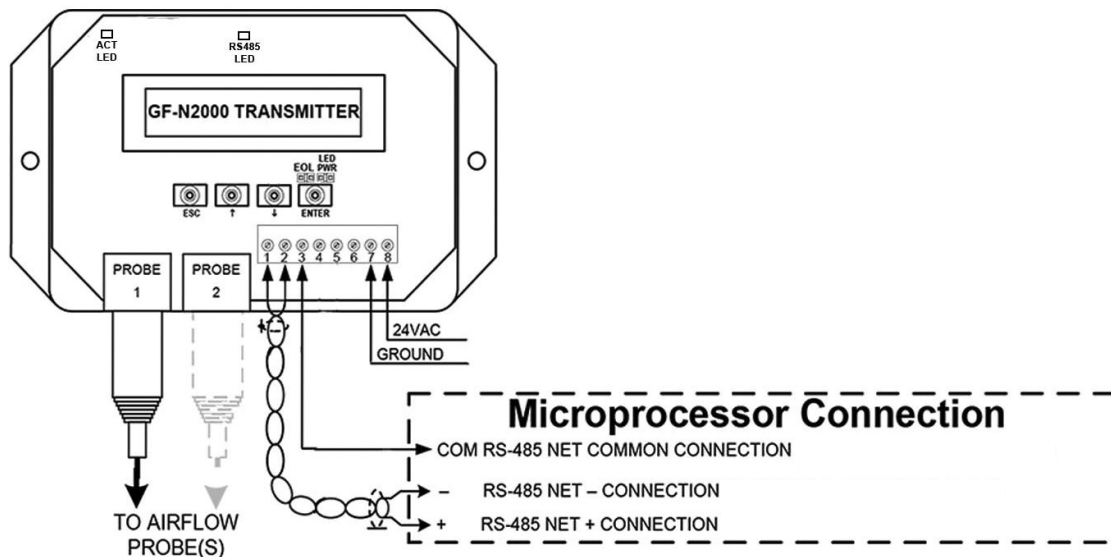 ACT
LED
RS485
LED
GF-N2000 TRANSMITTER
LED
EOL PWR
ESC ↑ ↓ ENTER
1 2 3 4 5 6 7 8
PROBE
1
PROBE
2
24VAC
GROUND
Microprocessor Connection
COM RS-485 NET COMMON CONNECTION
– RS-485 NET – CONNECTION
+ RS-485 NET + CONNECTION
TO AIRFLOW
PROBE(S)